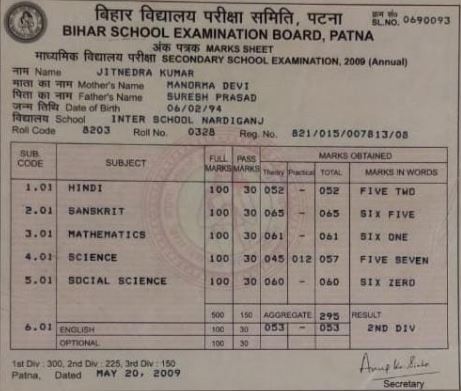 बिहार विद्यालय परीक्षा समिति, पटना
क्रम सं०
SL.NO. 0690093
BIHAR SCHOOL EXAMINATION BOARD, PATNA
अंक पत्रक MARKS SHEET
माध्यमिक विद्यालय परीक्षा SECONDARY SCHOOL EXAMINATION, 2009 (Annual)
नाम Name JITNEDRA KUMAR
माता का नाम Mother's Name MANORMA DEVI
पिता का नाम Father's Name SURESH PRASAD
जन्म तिथि Date of Birth 06/02/94
विद्यालय School INTER SCHOOL NARDIGANJ
Roll Code 8203 Roll No. 0328 Reg. No. 821/015/007813/08
SUB. CODE SUBJECT FULL MARKS PASS MARKS MARKS OBTAINED
Theory Practical TOTAL MARKS IN WORDS
1.01 HINDI 100 30 052 - 052 FIVE TWO
2.01 SANSKRIT 100 30 065 - 065 SIX FIVE
3.01 MATHEMATICS 100 30 061 - 061 SIX ONE
4.01 SCIENCE 100 30 045 012 057 FIVE SEVEN
5.01 SOCIAL SCIENCE 100 30 060 - 060 SIX ZERO
500 150 AGGREGATE 295 RESULT
6.01 ENGLISH 100 30 053 - 053 2ND DIV
OPTIONAL 100 30
1st Div : 300, 2nd Div : 225, 3rd Div : 150
Patna, Dated MAY 20, 2009
Secretary